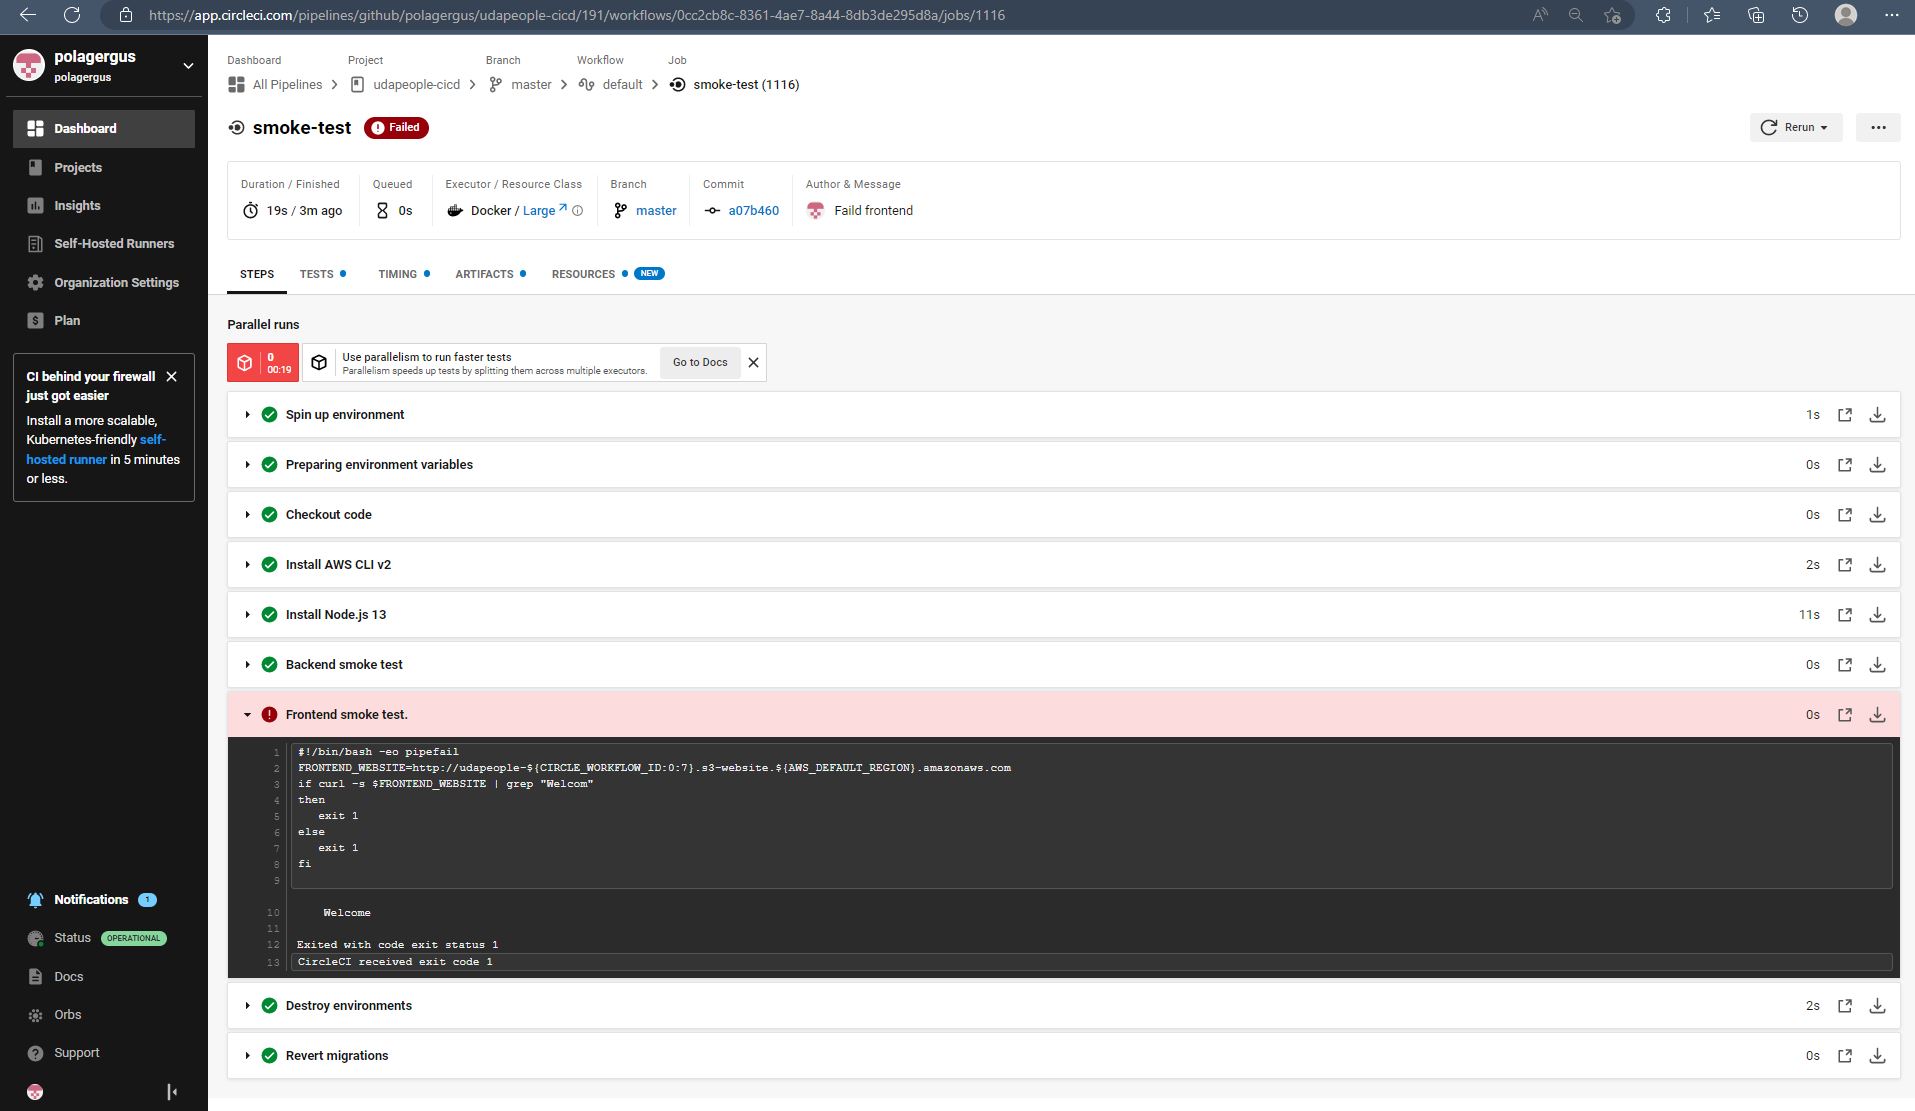 https://app.circleci.com/pipelines/github/polagergus/udapeople-cicd/191/workflows/0cc2cb8c-8361-4ae7-8a44-8db3de295d8a/jobs/1116
polagergus
polagergus
Dashboard
Projects
Insights
Self-Hosted Runners
Organization Settings
Plan
CI behind your firewall
just got easier
Install a more scalable,
Kubernetes-friendly self-
hosted runner in 5 minutes
or less.
Notifications 1
Status OPERATIONAL
Docs
Orbs
Support
Dashboard Project Branch Workflow Job
All Pipelines udapeople-cicd master default smoke-test (1116)
smoke-test Failed
Rerun
Duration / Finished Queued Executor / Resource Class Branch Commit Author & Message
19s / 3m ago 0s Docker / Large master a07b460 Faild frontend
STEPS TESTS TIMING ARTIFACTS RESOURCES NEW
Parallel runs
0
00:19
Use parallelism to run faster tests
Parallelism speeds up tests by splitting them across multiple executors.
Go to Docs
Spin up environment 1s
Preparing environment variables 0s
Checkout code 0s
Install AWS CLI v2 2s
Install Node.js 13 11s
Backend smoke test 0s
Frontend smoke test. 0s
1 #!/bin/bash -eo pipefail
2 FRONTEND_WEBSITE=http://udapeople-${CIRCLE_WORKFLOW_ID:0:7}.s3-website.${AWS_DEFAULT_REGION}.amazonaws.com
3 if curl -s $FRONTEND_WEBSITE | grep "Welcom"
4 then
5 exit 1
6 else
7 exit 1
8 fi
9
10 Welcome
11
12 Exited with code exit status 1
13 CircleCI received exit code 1
Destroy environments 2s
Revert migrations 0s